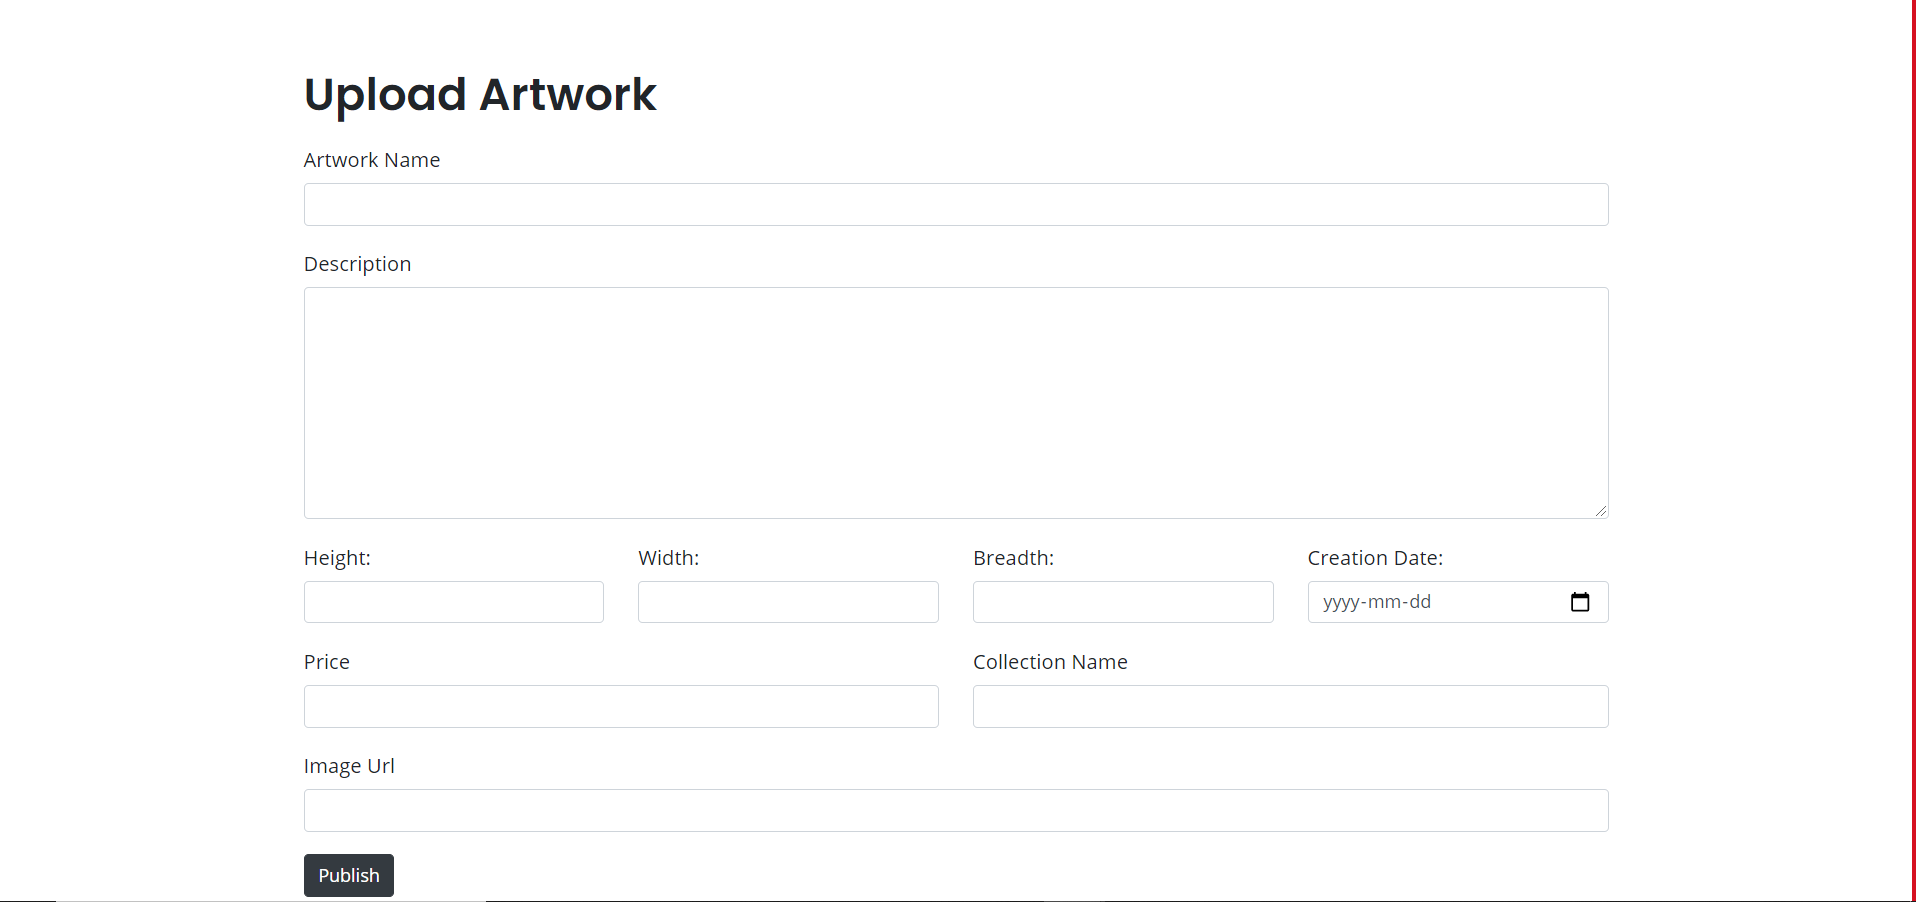 Upload Artwork
Artwork Name
Description
Height: Width: Breadth: Creation Date:
yyyy-mm-dd
Price Collection Name
Image Url
Publish